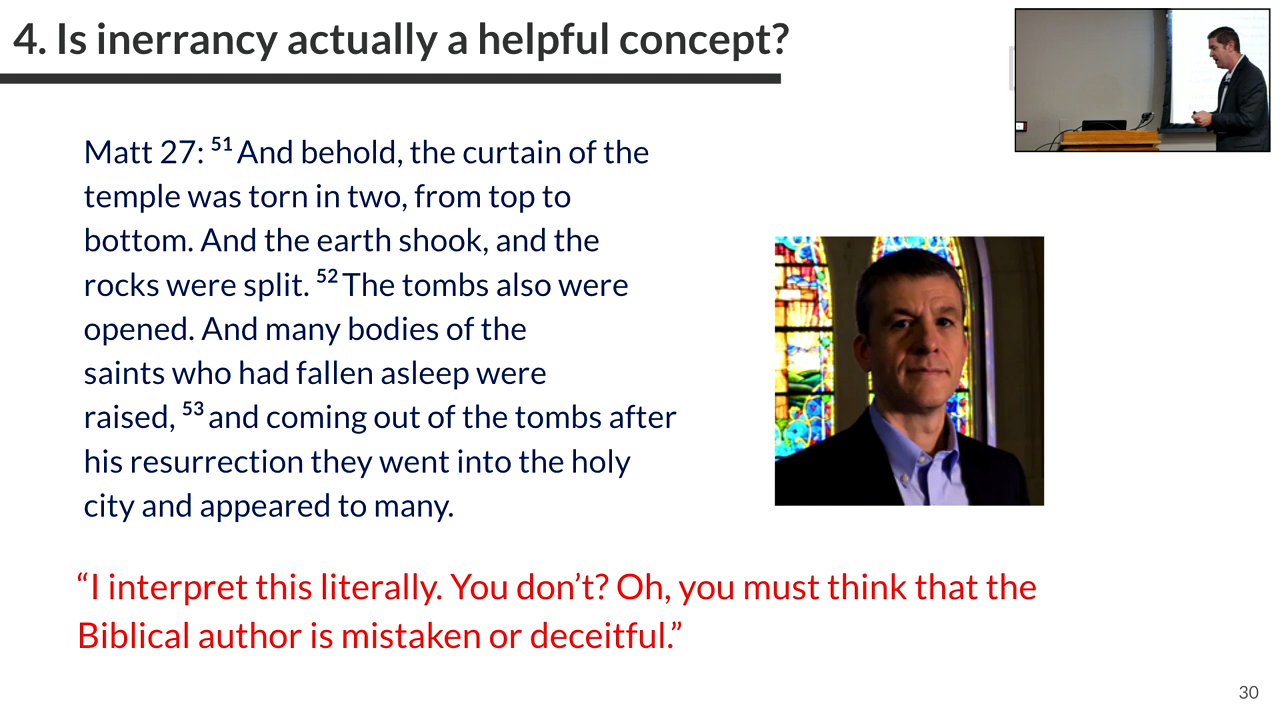 4. Is inerrancy actually a helpful concept?
Matt 27: 51 And behold, the curtain of the
temple was torn in two, from top to
bottom. And the earth shook, and the
rocks were split. 52 The tombs also were
opened. And many bodies of the
saints who had fallen asleep were
raised, 53 and coming out of the tombs after
his resurrection they went into the holy
city and appeared to many.
“I interpret this literally. You don’t? Oh, you must think that the
Biblical author is mistaken or deceitful.”
30